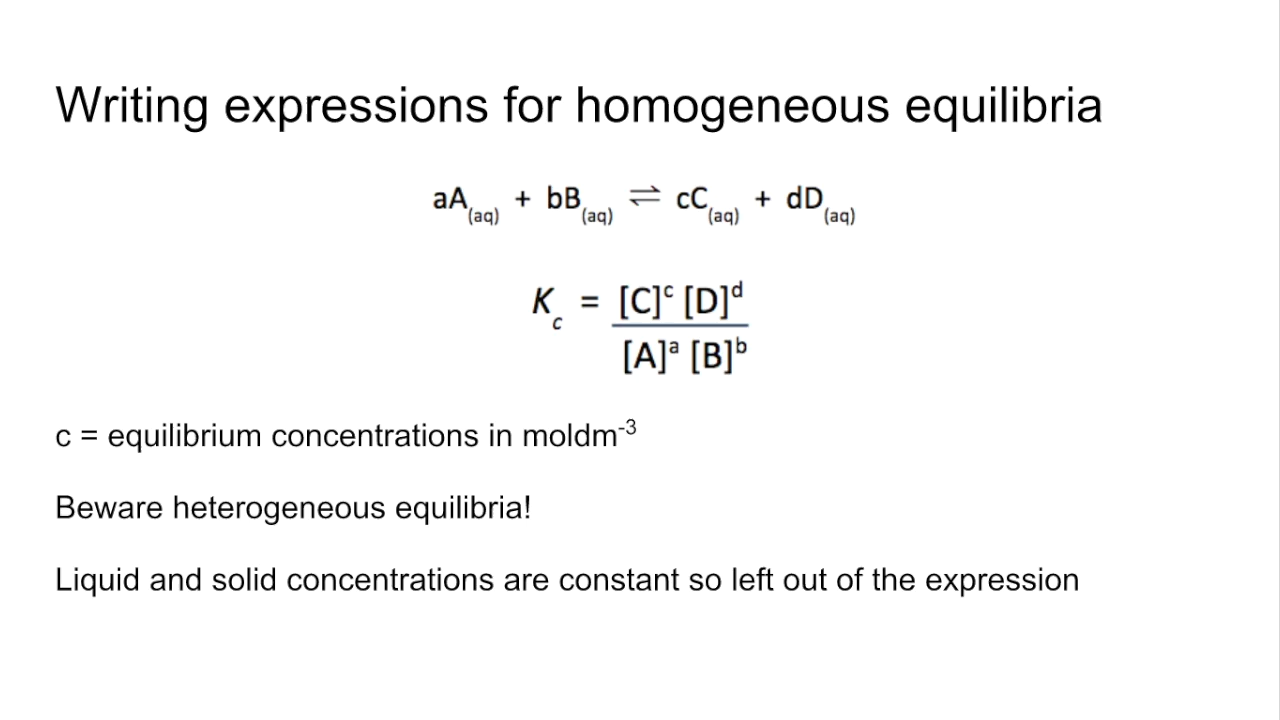 Writing expressions for homogeneous equilibria
aA(aq) + bB(aq) ⇌ cC(aq) + dD(aq)
Kc = [C]ᶜ [D]ᵈ
[A]ᵃ [B]ᵇ
c = equilibrium concentrations in moldm⁻³
Beware heterogeneous equilibria!
Liquid and solid concentrations are constant so left out of the expression